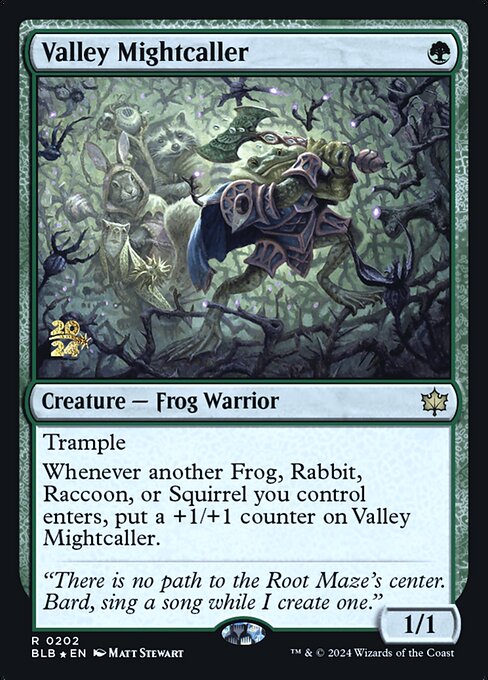 Valley Mightcaller
2024
Creature — Frog Warrior
Trample
Whenever another Frog, Rabbit,
Raccoon, or Squirrel you control
enters, put a +1/+1 counter on Valley
Mightcaller.
“There is no path to the Root Maze’s center.
Bard, sing a song while I create one.”
1/1
R 0202
BLB ★ EN Matt Stewart
™ & © 2024 Wizards of the Coast